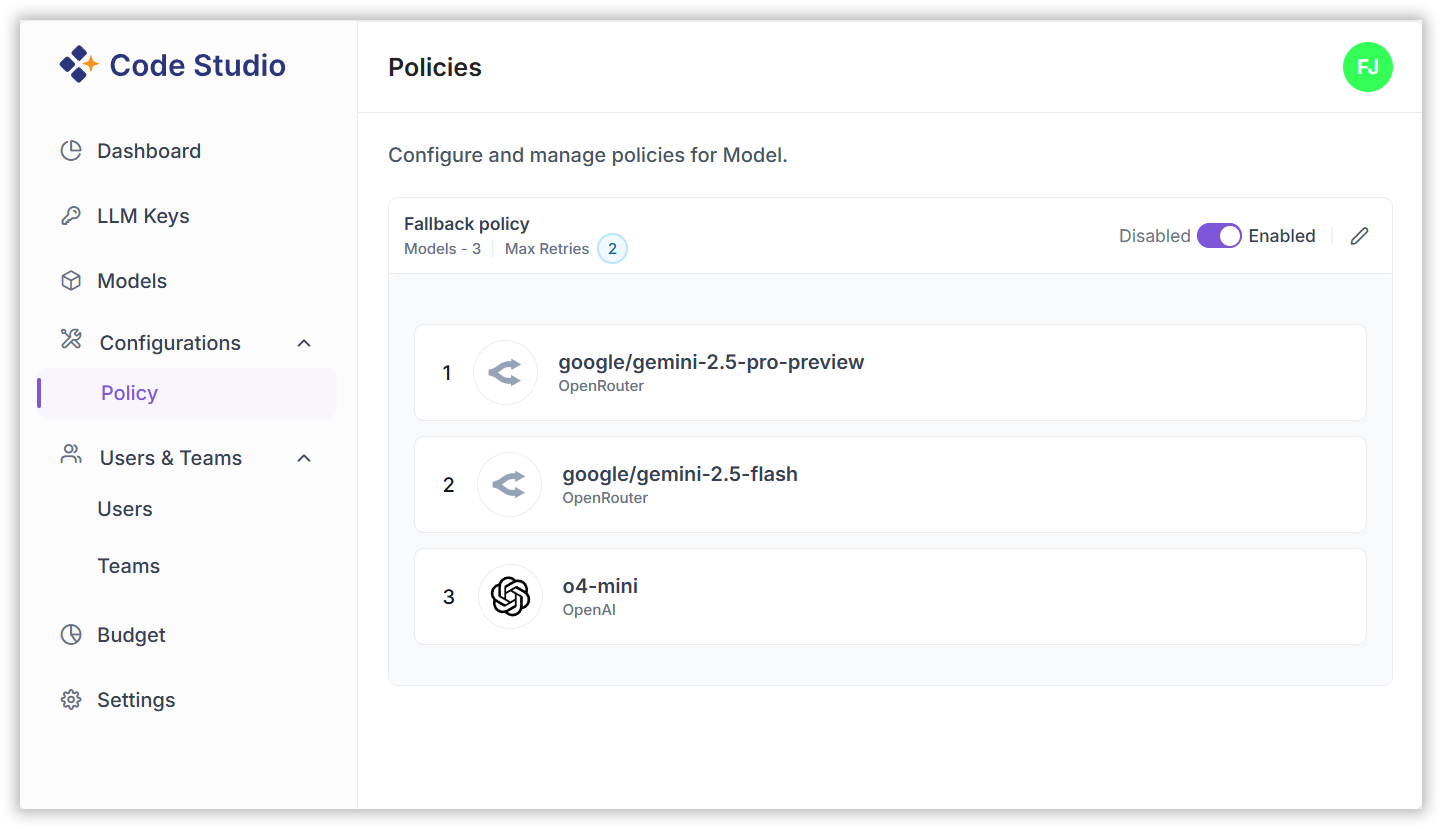 Code Studio
Dashboard
LLM Keys
Models
Configurations
Policy
Users & Teams
Users
Teams
Budget
Settings
Policies
FJ
Configure and manage policies for Model.
Fallback policy
Models - 3 Max Retries 2
Disabled Enabled
1 google/gemini-2.5-pro-preview
OpenRouter
2 google/gemini-2.5-flash
OpenRouter
3 o4-mini
OpenAI